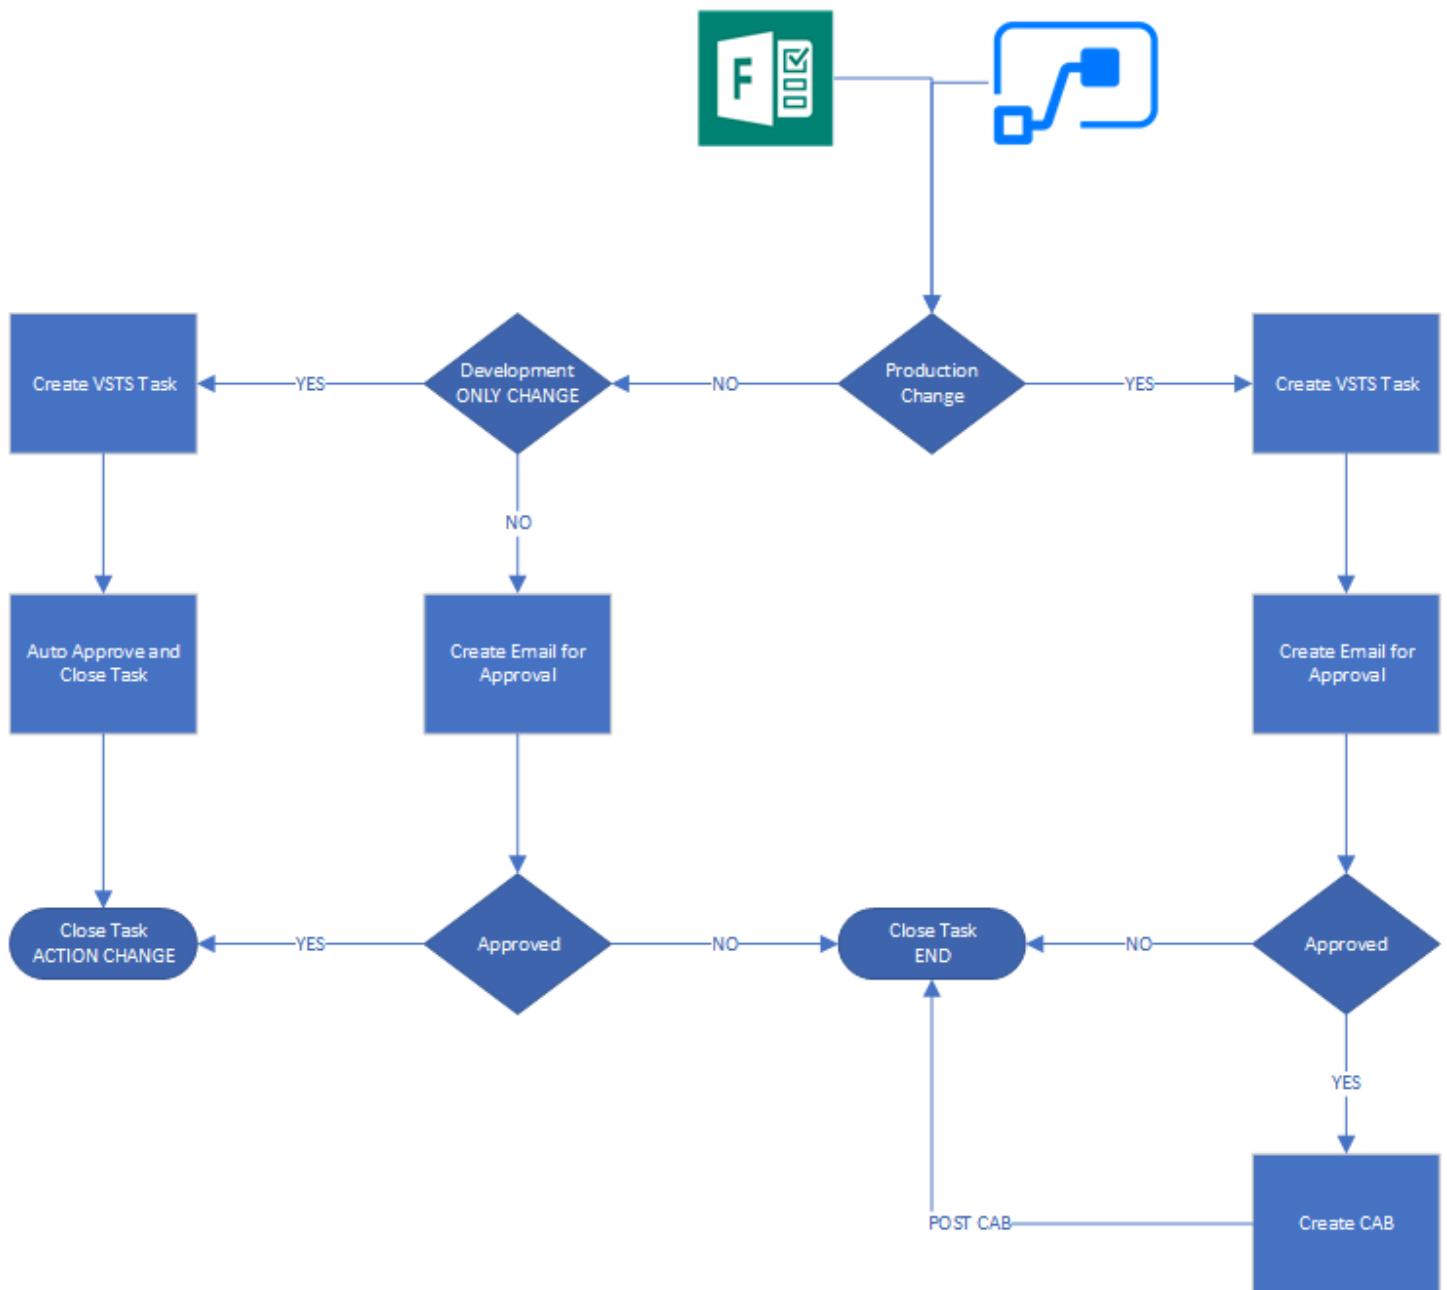 F
Development
ONLY CHANGE
Production
Change
Create VSTS Task
YES
NO
YES
Create VSTS Task
NO
Auto Approve and
Close Task
Create Email for
Approval
Create Email for
Approval
Close Task
ACTION CHANGE
YES
Approved
NO
Close Task
END
NO
Approved
YES
POST CAB
Create CAB